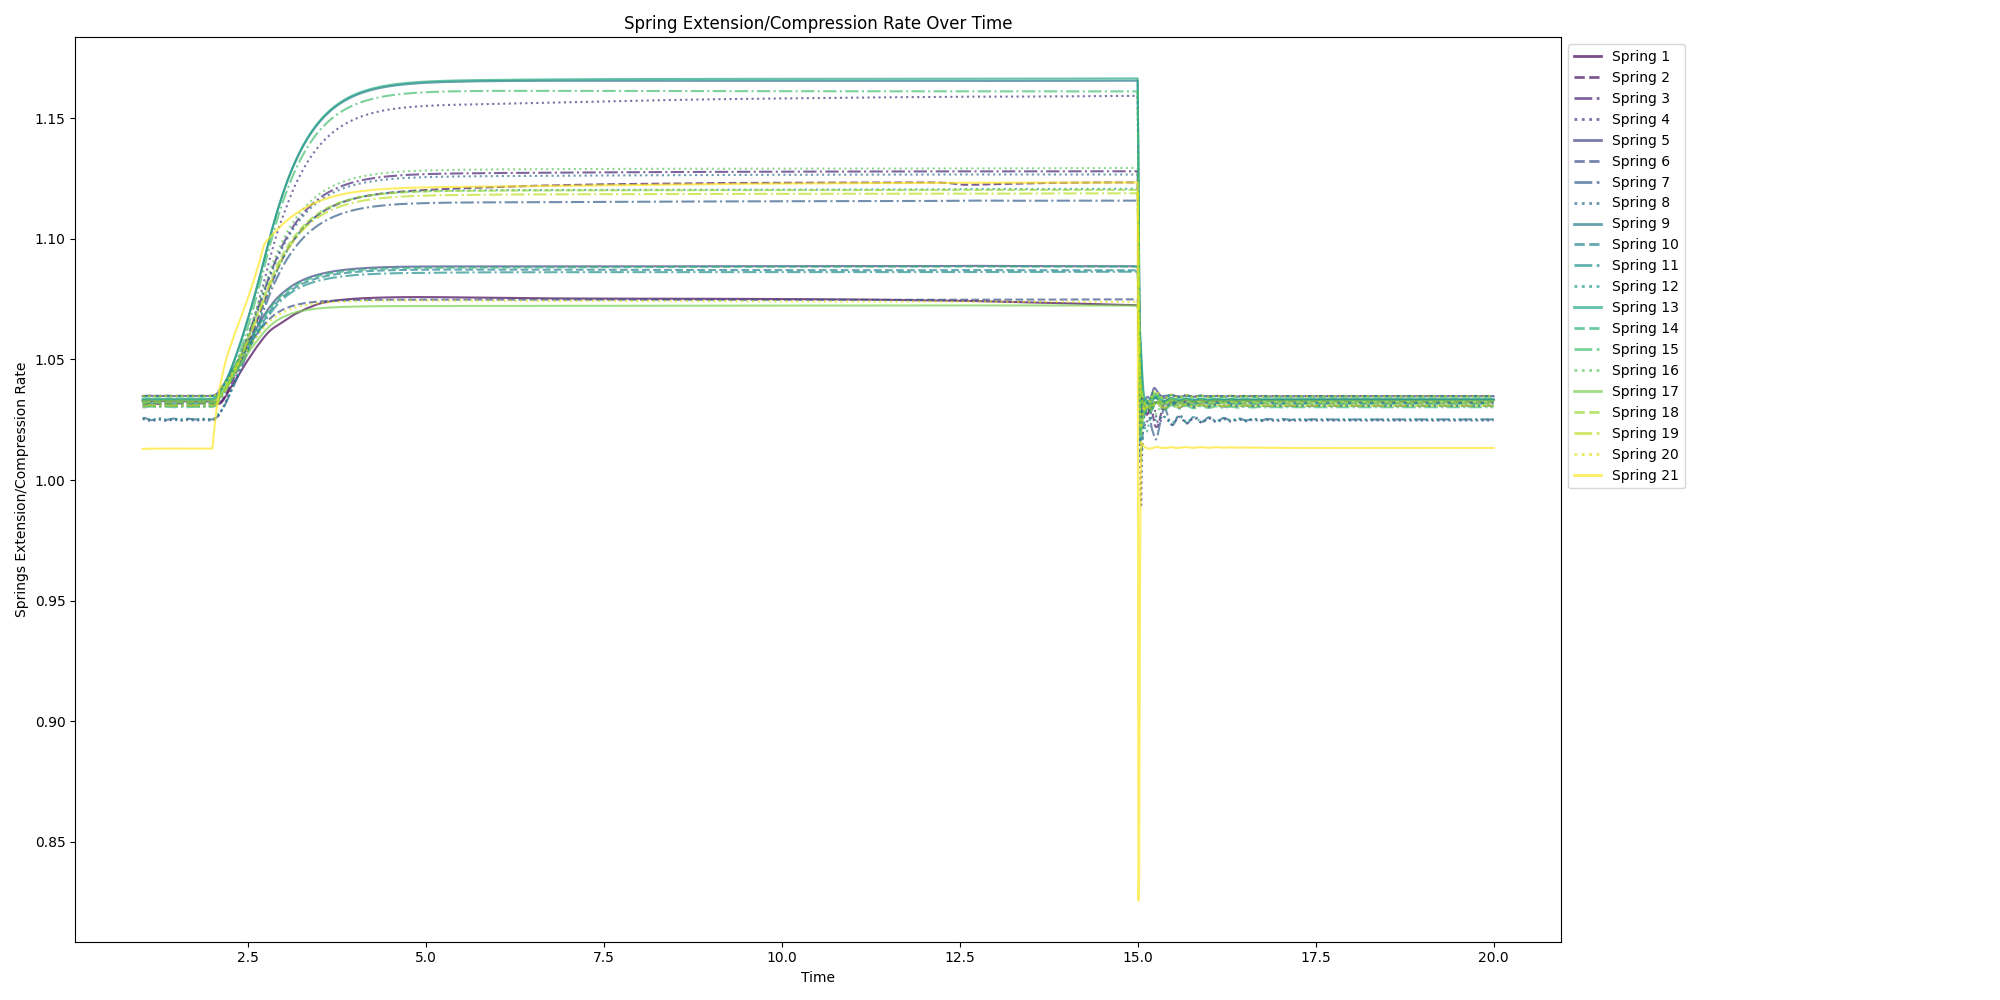 Spring Extension/Compression Rate Over Time
Springs Extension/Compression Rate
1.15
1.10
1.05
1.00
0.95
0.90
0.85
2.5 5.0 7.5 10.0 12.5 15.0 17.5 20.0
Time
Spring 1
Spring 2
Spring 3
Spring 4
Spring 5
Spring 6
Spring 7
Spring 8
Spring 9
Spring 10
Spring 11
Spring 12
Spring 13
Spring 14
Spring 15
Spring 16
Spring 17
Spring 18
Spring 19
Spring 20
Spring 21